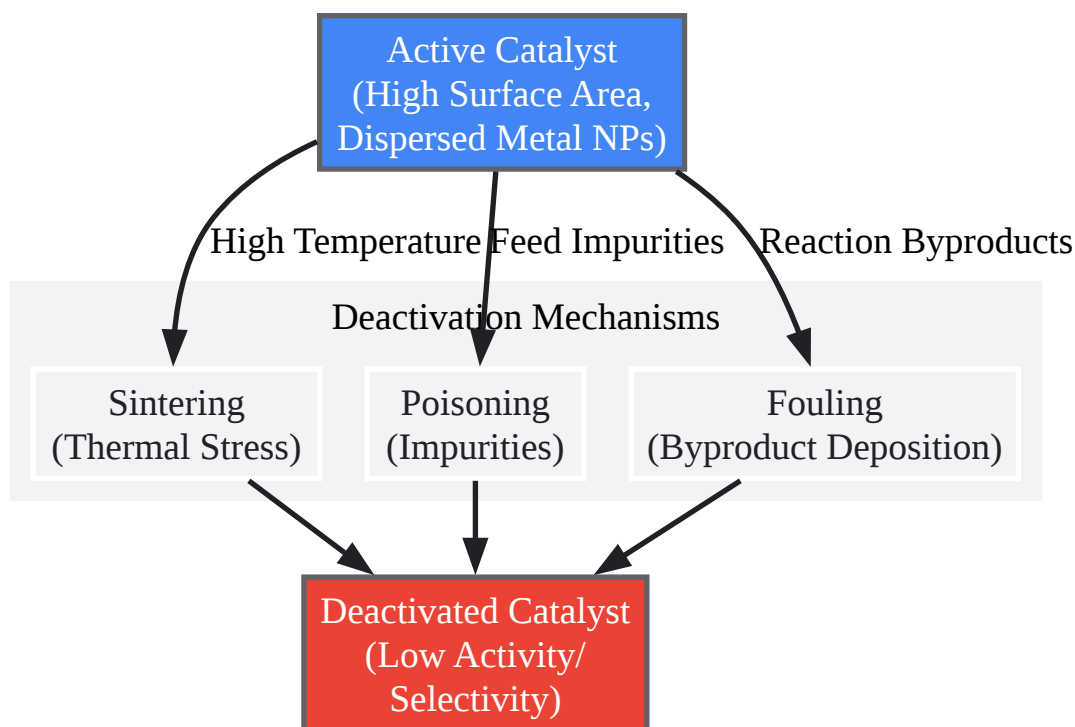 Active Catalyst
(High Surface Area,
Dispersed Metal NPs)
High Temperature
Feed Impurities
Reaction Byproducts
Deactivation Mechanisms
Sintering
(Thermal Stress)
Poisoning
(Impurities)
Fouling
(Byproduct Deposition)
Deactivated Catalyst
(Low Activity/
Selectivity)